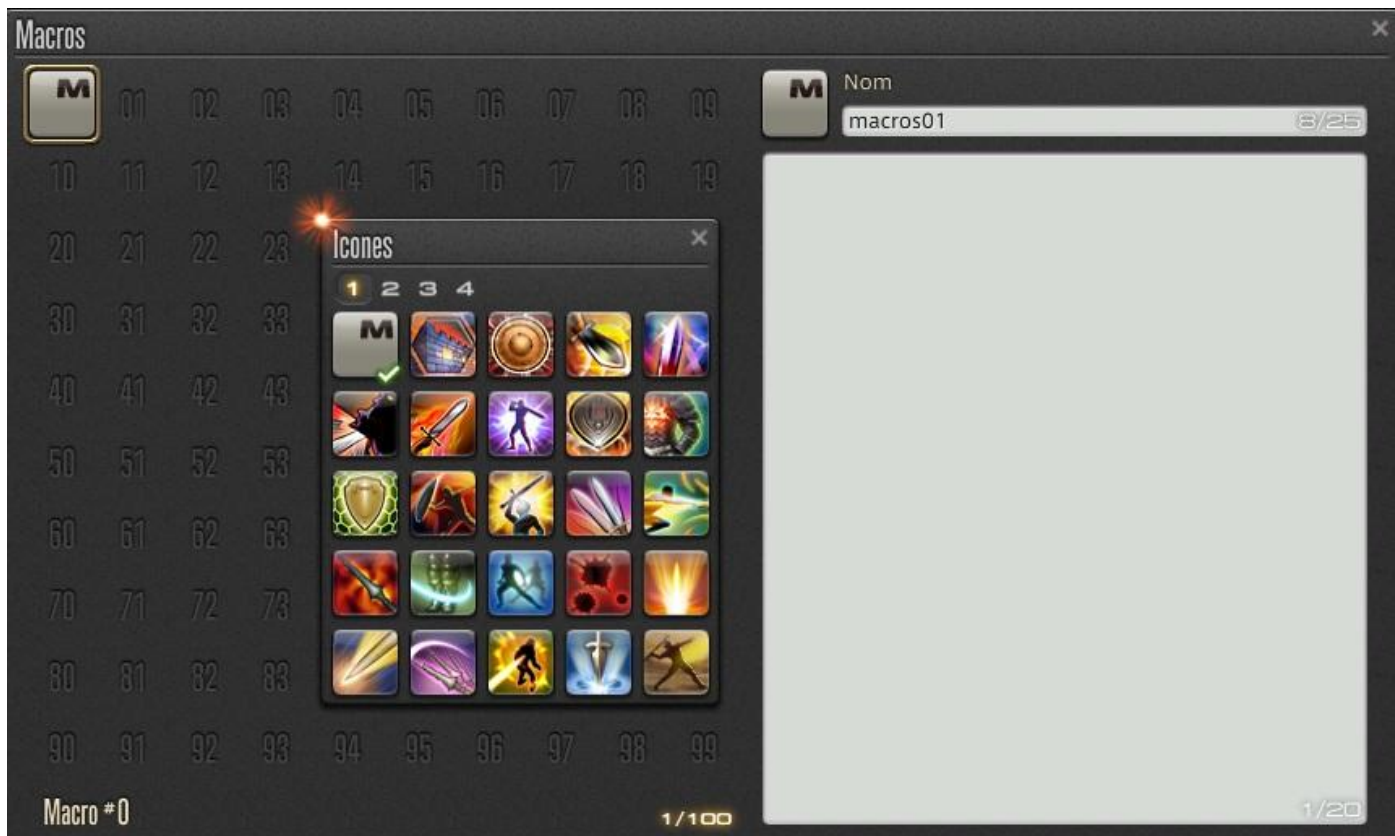 Macros
M 01 02 03 04 05 06 07 08 09
10 11 12 13 14 15 16 17 18 19
20 21 22 23
30 31 32 33
40 41 42 43
50 51 52 53
60 61 62 63
70 71 72 73
80 81 82 83
90 91 92 93 94 95 96 97 98 99
Macro #0
1/100
Icones
1 2 3 4
M
M
Nom
macros01
8/25
1/20